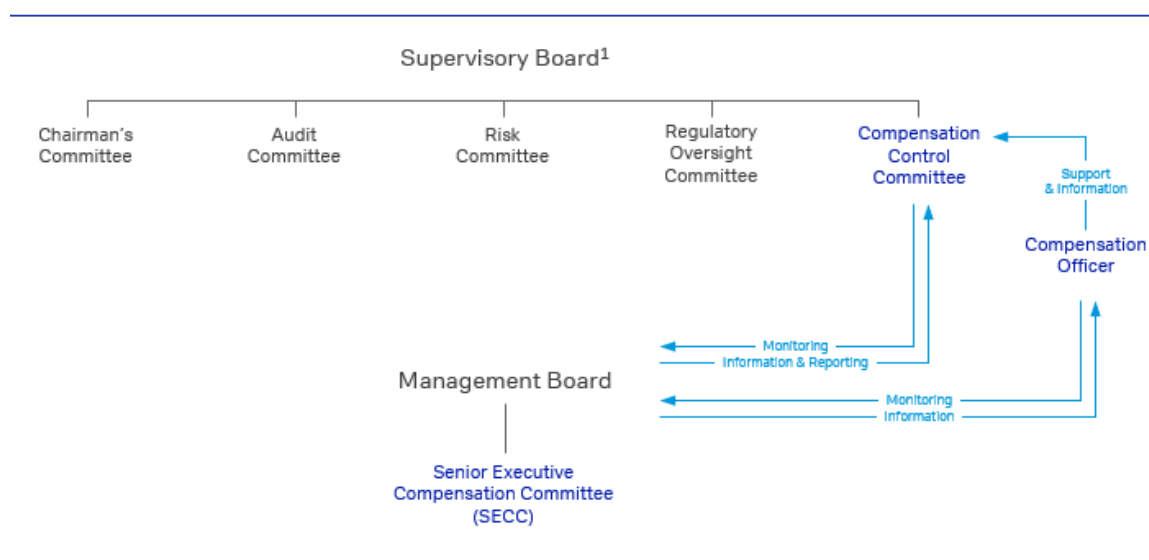 Supervisory Board¹
Chairman's
Committee
Audit
Committee
Risk
Committee
Regulatory
Oversight
Committee
Compensation
Control
Committee
Support
& Information
Compensation
Officer
Monitoring
Information & Reporting
Management Board
Monitoring
Information
Senior Executive
Compensation Committee
(SECC)